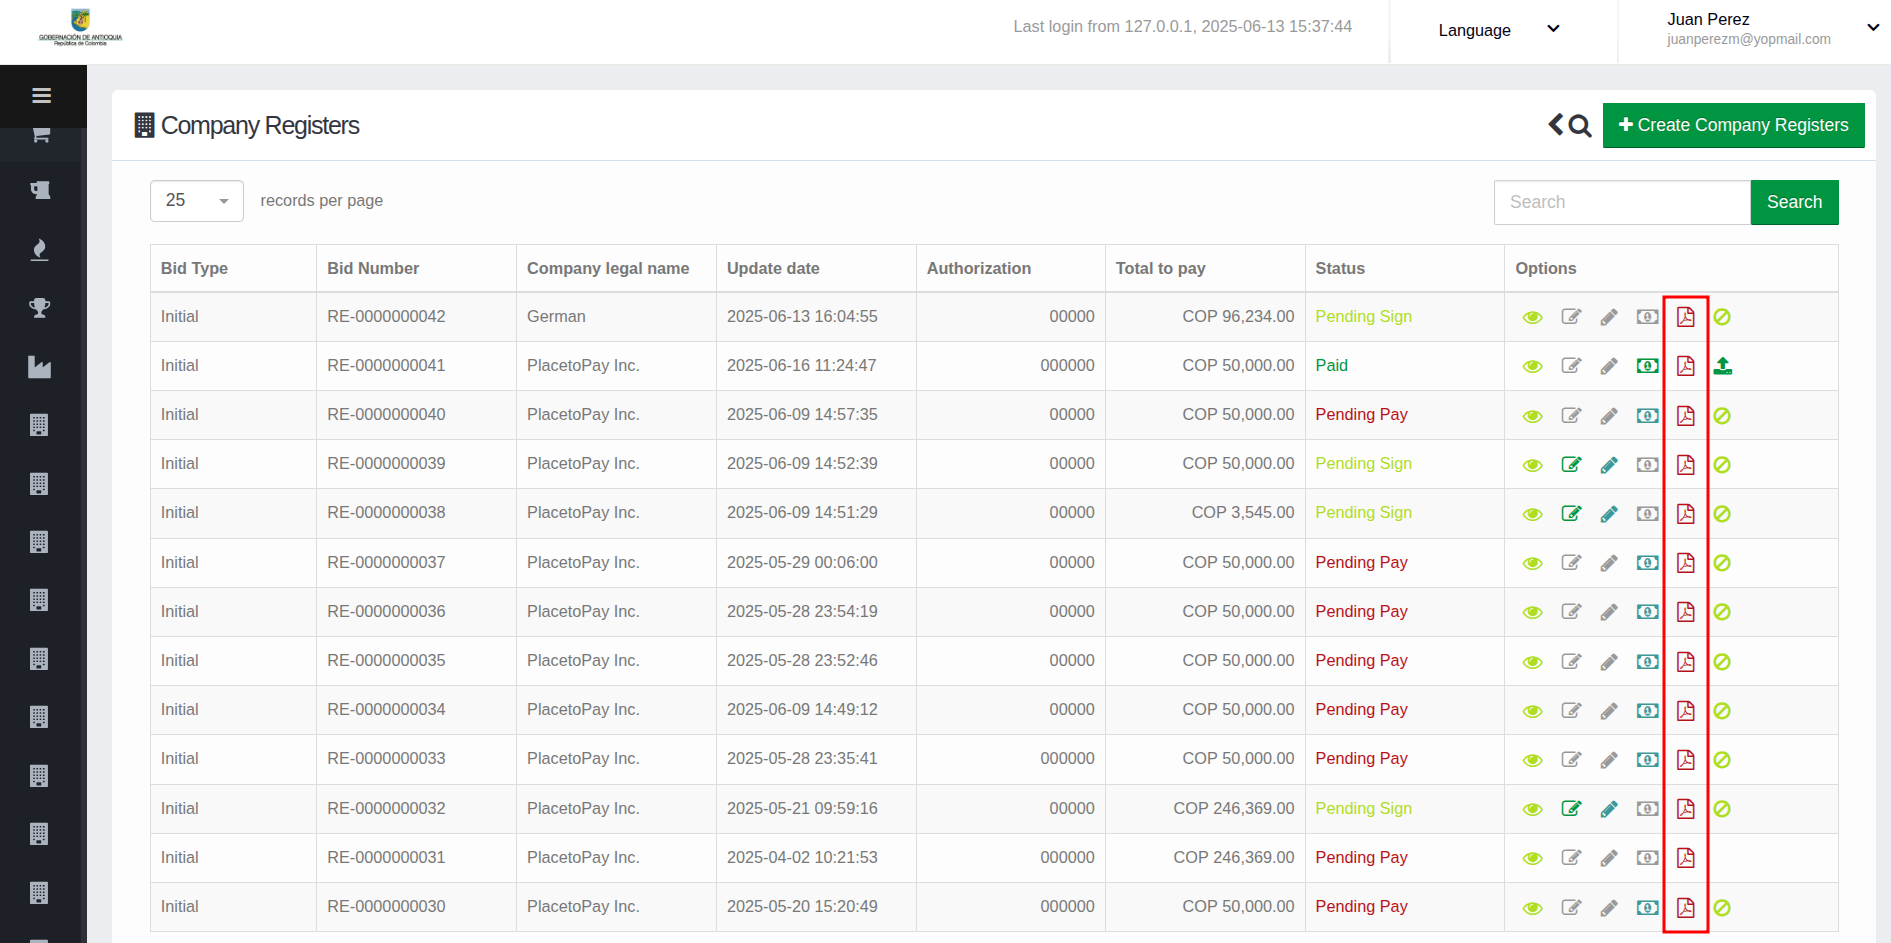 GOBERNACIÓN DE ANTIOQUIA
República de Colombia
Last login from 127.0.0.1, 2025-06-13 15:37:44
Language
Juan Perez
juanperezm@yopmail.com
Company Registers
Create Company Registers
25 records per page
Search Search
Bid Type Bid Number Company legal name Update date Authorization Total to pay Status Options
Initial RE-0000000042 German 2025-06-13 16:04:55 00000 COP 96,234.00 Pending Sign
Initial RE-0000000041 PlacetoPay Inc. 2025-06-16 11:24:47 000000 COP 50,000.00 Paid
Initial RE-0000000040 PlacetoPay Inc. 2025-06-09 14:57:35 00000 COP 50,000.00 Pending Pay
Initial RE-0000000039 PlacetoPay Inc. 2025-06-09 14:52:39 00000 COP 50,000.00 Pending Sign
Initial RE-0000000038 PlacetoPay Inc. 2025-06-09 14:51:29 00000 COP 3,545.00 Pending Sign
Initial RE-0000000037 PlacetoPay Inc. 2025-05-29 00:06:00 00000 COP 50,000.00 Pending Pay
Initial RE-0000000036 PlacetoPay Inc. 2025-05-28 23:54:19 00000 COP 50,000.00 Pending Pay
Initial RE-0000000035 PlacetoPay Inc. 2025-05-28 23:52:46 00000 COP 50,000.00 Pending Pay
Initial RE-0000000034 PlacetoPay Inc. 2025-06-09 14:49:12 00000 COP 50,000.00 Pending Pay
Initial RE-0000000033 PlacetoPay Inc. 2025-05-28 23:35:41 000000 COP 50,000.00 Pending Pay
Initial RE-0000000032 PlacetoPay Inc. 2025-05-21 09:59:16 00000 COP 246,369.00 Pending Sign
Initial RE-0000000031 PlacetoPay Inc. 2025-04-02 10:21:53 000000 COP 246,369.00 Pending Pay
Initial RE-0000000030 PlacetoPay Inc. 2025-05-20 15:20:49 000000 COP 50,000.00 Pending Pay